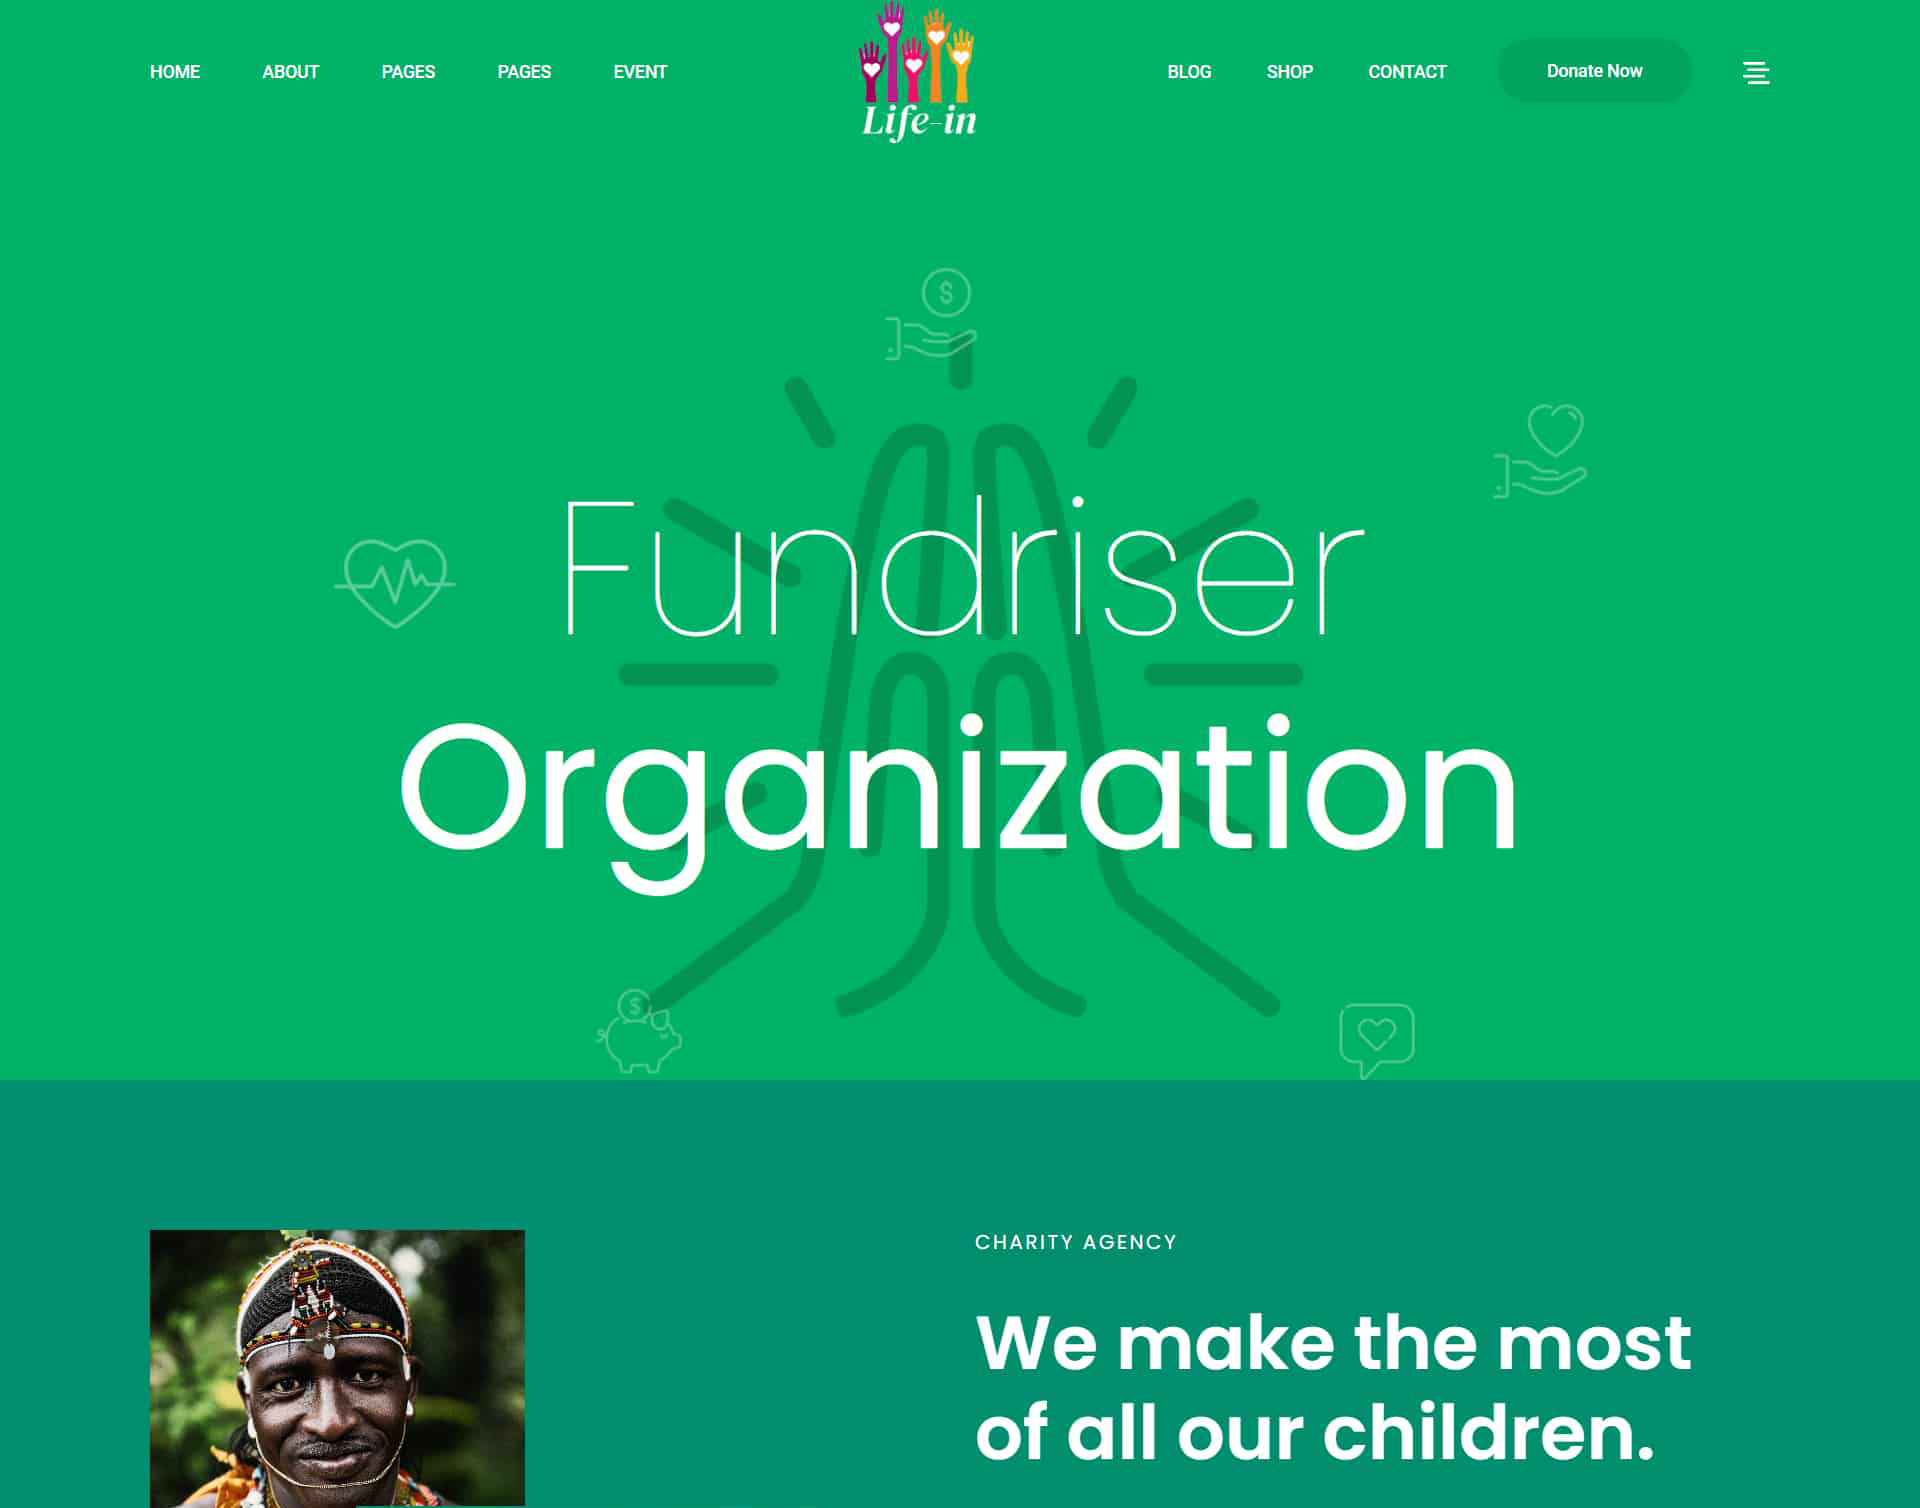 HOME ABOUT PAGES PAGES EVENT
Life-in
BLOG SHOP CONTACT Donate Now
$
Fundriser
Organization
$
CHARITY AGENCY
We make the most
of all our children.